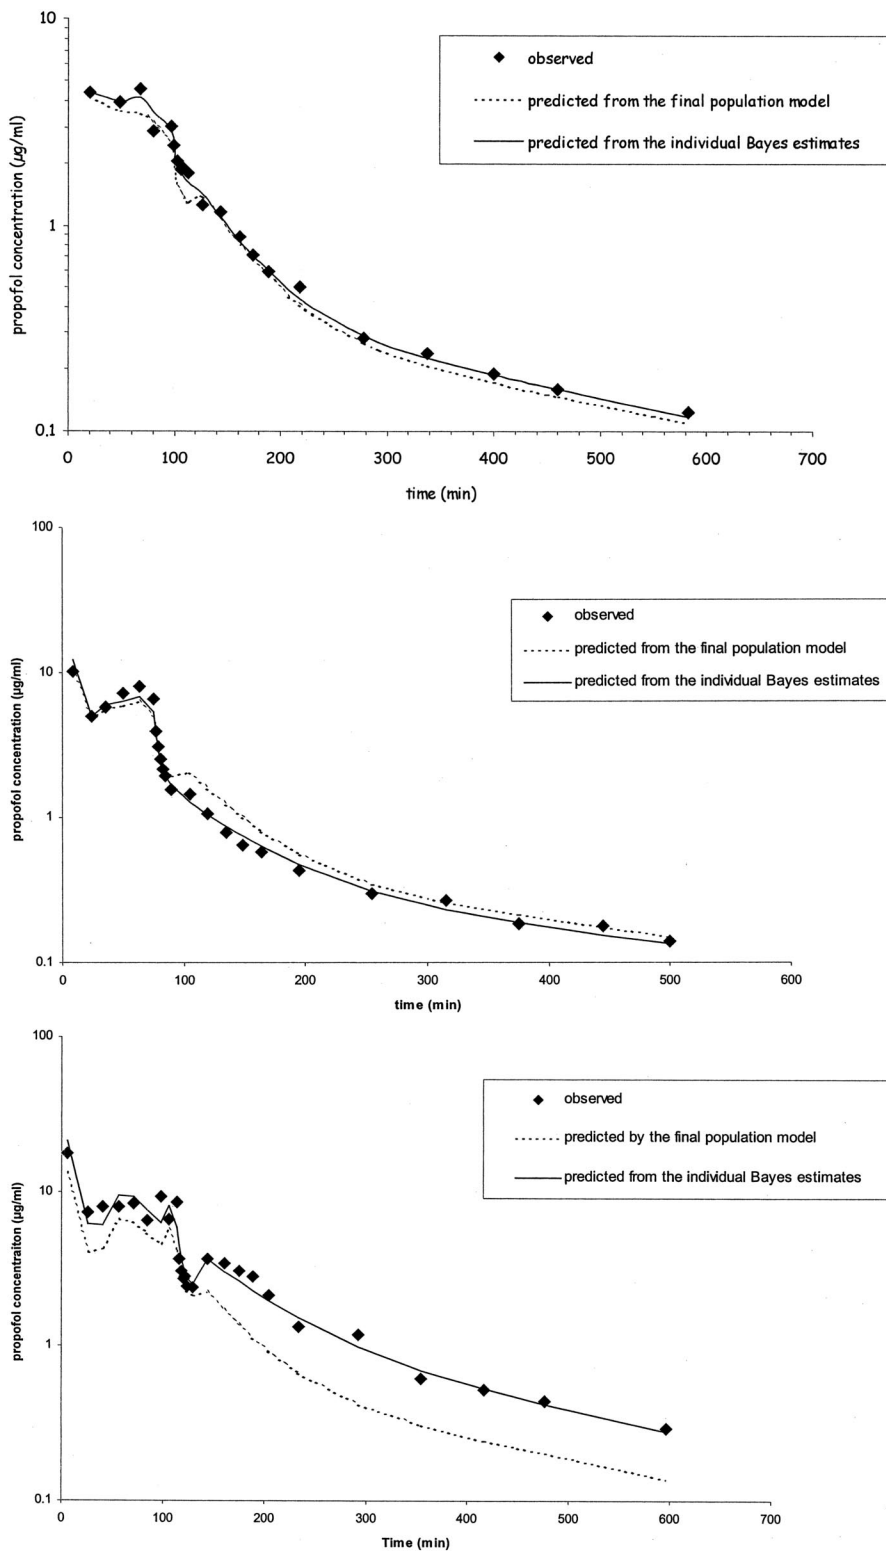 10
1
0.1
propofol concentration (µg/ml)
observed
predicted from the final population model
predicted from the individual Bayes estimates
0 100 200 300 400 500 600 700
time (min)
100
10
1
0.1
propofol concentration (µg/ml)
observed
predicted from the final population model
predicted from the individual Bayes estimates
0 100 200 300 400 500 600
time (min)
100
10
1
0.1
propofol concentraiton (µg/ml)
observed
predicted by the final population model
predicted from the individual Bayes estimates
0 100 200 300 400 500 600 700
Time (min)